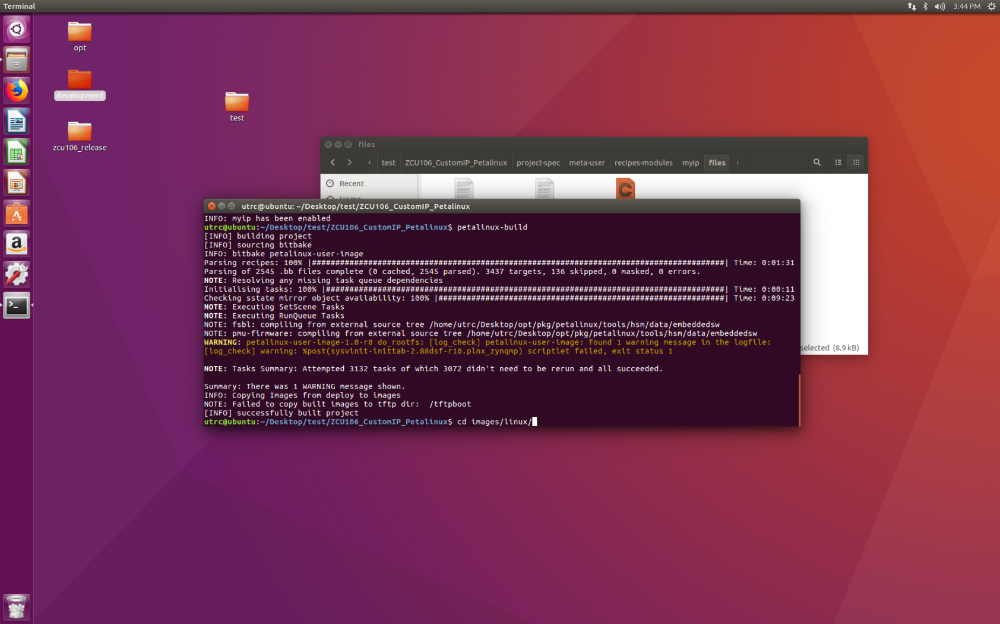 Terminal
3:44 PM
opt
development
test
zcu106_release
files
test
ZCU106_CustomIP_Petalinux
project-spec
meta-user
recipes-modules
myip
files
Recent
Home
utrc@ubuntu: ~/Desktop/test/ZCU106_CustomIP_Petalinux
INFO: myip has been enabled
utrc@ubuntu:~/Desktop/test/ZCU106_CustomIP_Petalinux$ petalinux-build
[INFO] building project
[INFO] sourcing bitbake
INFO: bitbake petalinux-user-image
Parsing recipes: 100% |########################################################################################| Time: 0:01:31
Parsing of 2545 .bb files complete (0 cached, 2545 parsed). 3437 targets, 136 skipped, 0 masked, 0 errors.
NOTE: Resolving any missing task queue dependencies
Initialising tasks: 100% |#####################################################################################| Time: 0:00:11
Checking sstate mirror object availability: 100% |#############################################################| Time: 0:09:23
NOTE: Executing SetScene Tasks
NOTE: Executing RunQueue Tasks
NOTE: fsbl: compiling from external source tree /home/utrc/Desktop/opt/pkg/petalinux/tools/hsm/data/embeddedsw
NOTE: pmu-firmware: compiling from external source tree /home/utrc/Desktop/opt/pkg/petalinux/tools/hsm/data/embeddedsw
WARNING: petalinux-user-image-1.0-r0 do_rootfs: [log_check] petalinux-user-image: found 1 warning message in the logfile:
[log_check] warning: %post(sysvinit-inittab-2.88dsf-r10.plnx_zynqmp) scriptlet failed, exit status 1
NOTE: Tasks Summary: Attempted 3132 tasks of which 3072 didn't need to be rerun and all succeeded.
Summary: There was 1 WARNING message shown.
INFO: Copying Images from deploy to images
NOTE: Failed to copy built images to tftp dir:  /tftpboot
[INFO] successfully built project
utrc@ubuntu:~/Desktop/test/ZCU106_CustomIP_Petalinux$ cd images/linux/
selected (8.9 kB)